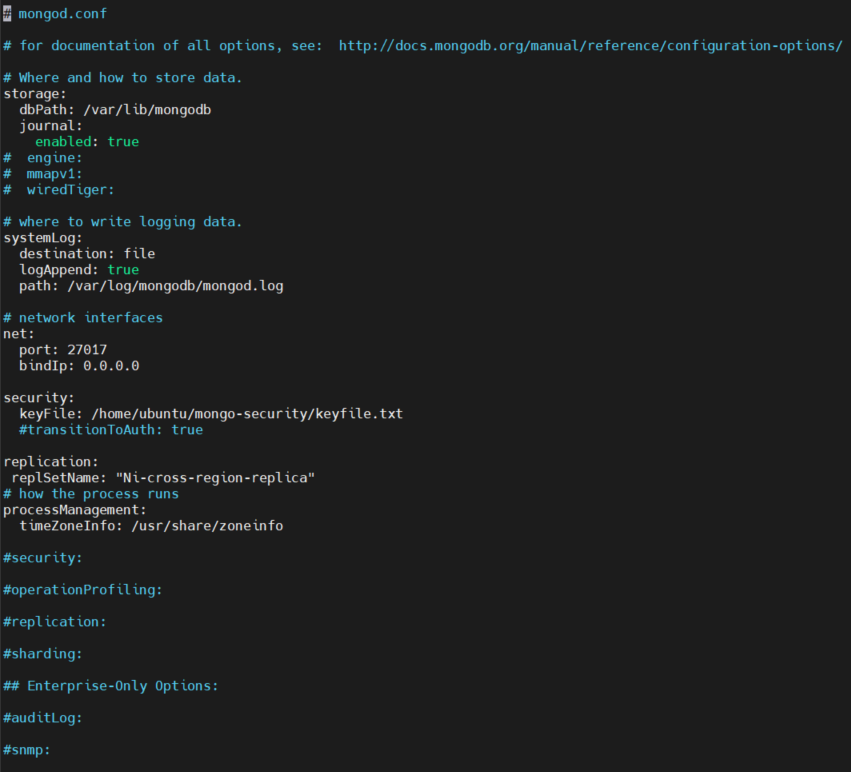 # mongod.conf
# for documentation of all options, see:  http://docs.mongodb.org/manual/reference/configuration-options/
# Where and how to store data.
storage:
  dbPath: /var/lib/mongodb
  journal:
    enabled: true
#  engine:
#  mmapv1:
#  wiredTiger:
# where to write logging data.
systemLog:
  destination: file
  logAppend: true
  path: /var/log/mongodb/mongod.log
# network interfaces
net:
  port: 27017
  bindIp: 0.0.0.0
security:
  keyFile: /home/ubuntu/mongo-security/keyfile.txt
  #transitionToAuth: true
replication:
 replSetName: "Ni-cross-region-replica"
# how the process runs
processManagement:
  timeZoneInfo: /usr/share/zoneinfo
#security:
#operationProfiling:
#replication:
#sharding:
## Enterprise-Only Options:
#auditLog:
#snmp: